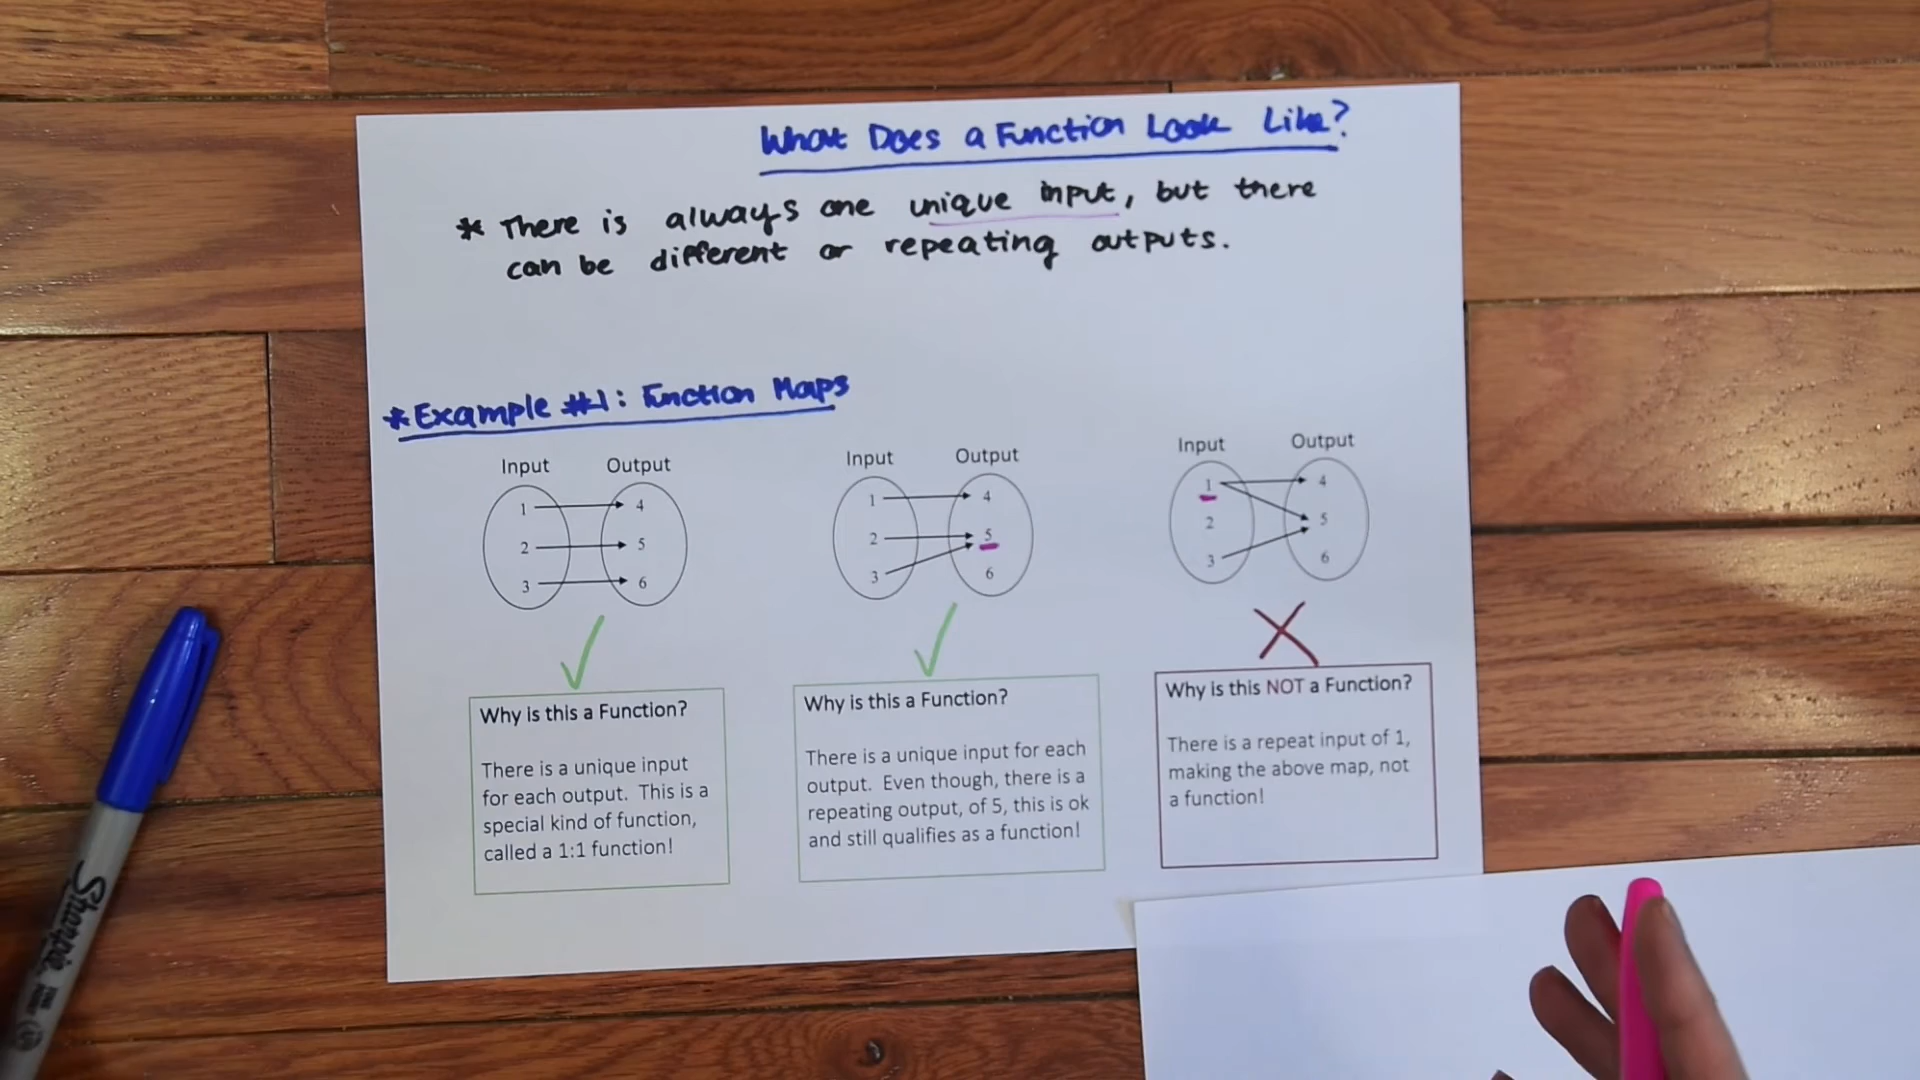 What Does a Function Look Like?
* There is always one unique input, but there
can be different or repeating outputs.
*Example #1: Function Maps
Input Output
1 4
2 5
3 6
Why is this a Function?
There is a unique input
for each output. This is a
special kind of function,
called a 1:1 function!
Input Output
1 4
2 5
3 6
Why is this a Function?
There is a unique input for each
output. Even though, there is a
repeating output, of 5, this is ok
and still qualifies as a function!
Input Output
1 4
2 5
3 6
Why is this NOT a Function?
There is a repeat input of 1,
making the above map, not
a function!
Sharpie